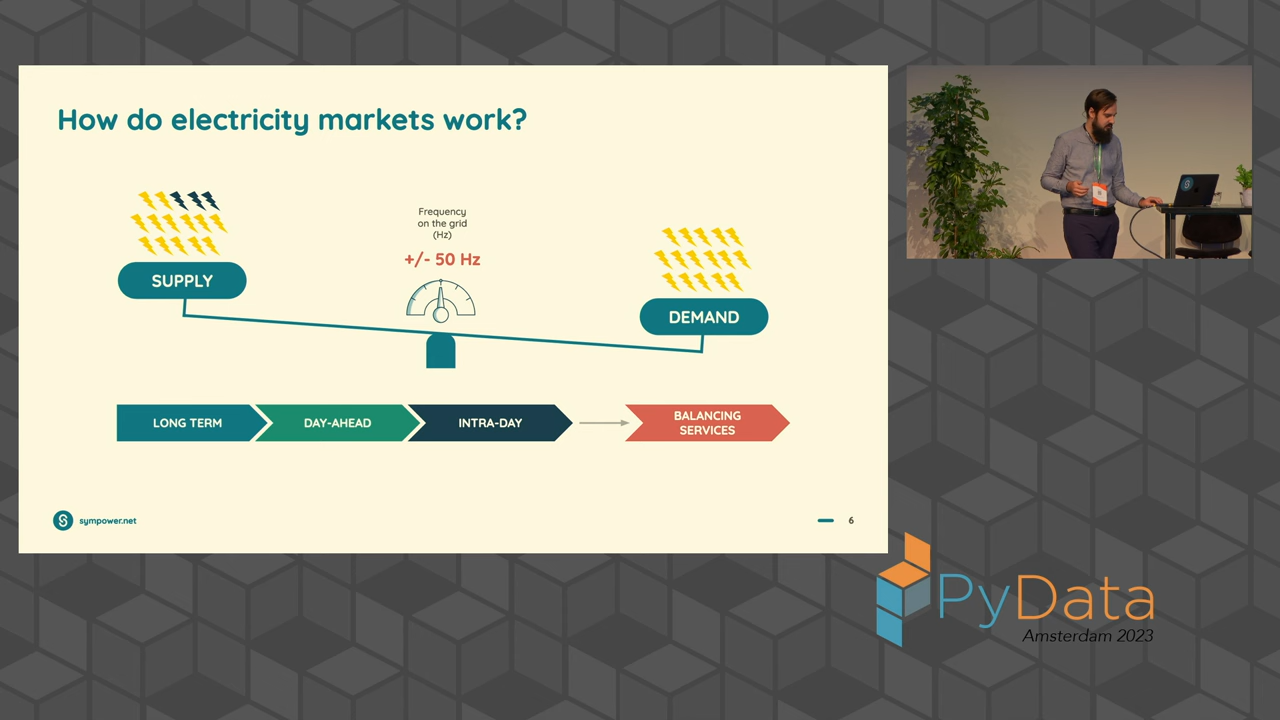 How do electricity markets work?
Frequency
on the grid
(Hz)
+/- 50 Hz
SUPPLY
DEMAND
LONG TERM
DAY-AHEAD
INTRA-DAY
BALANCING
SERVICES
sympower.net
6
PyData
Amsterdam 2023